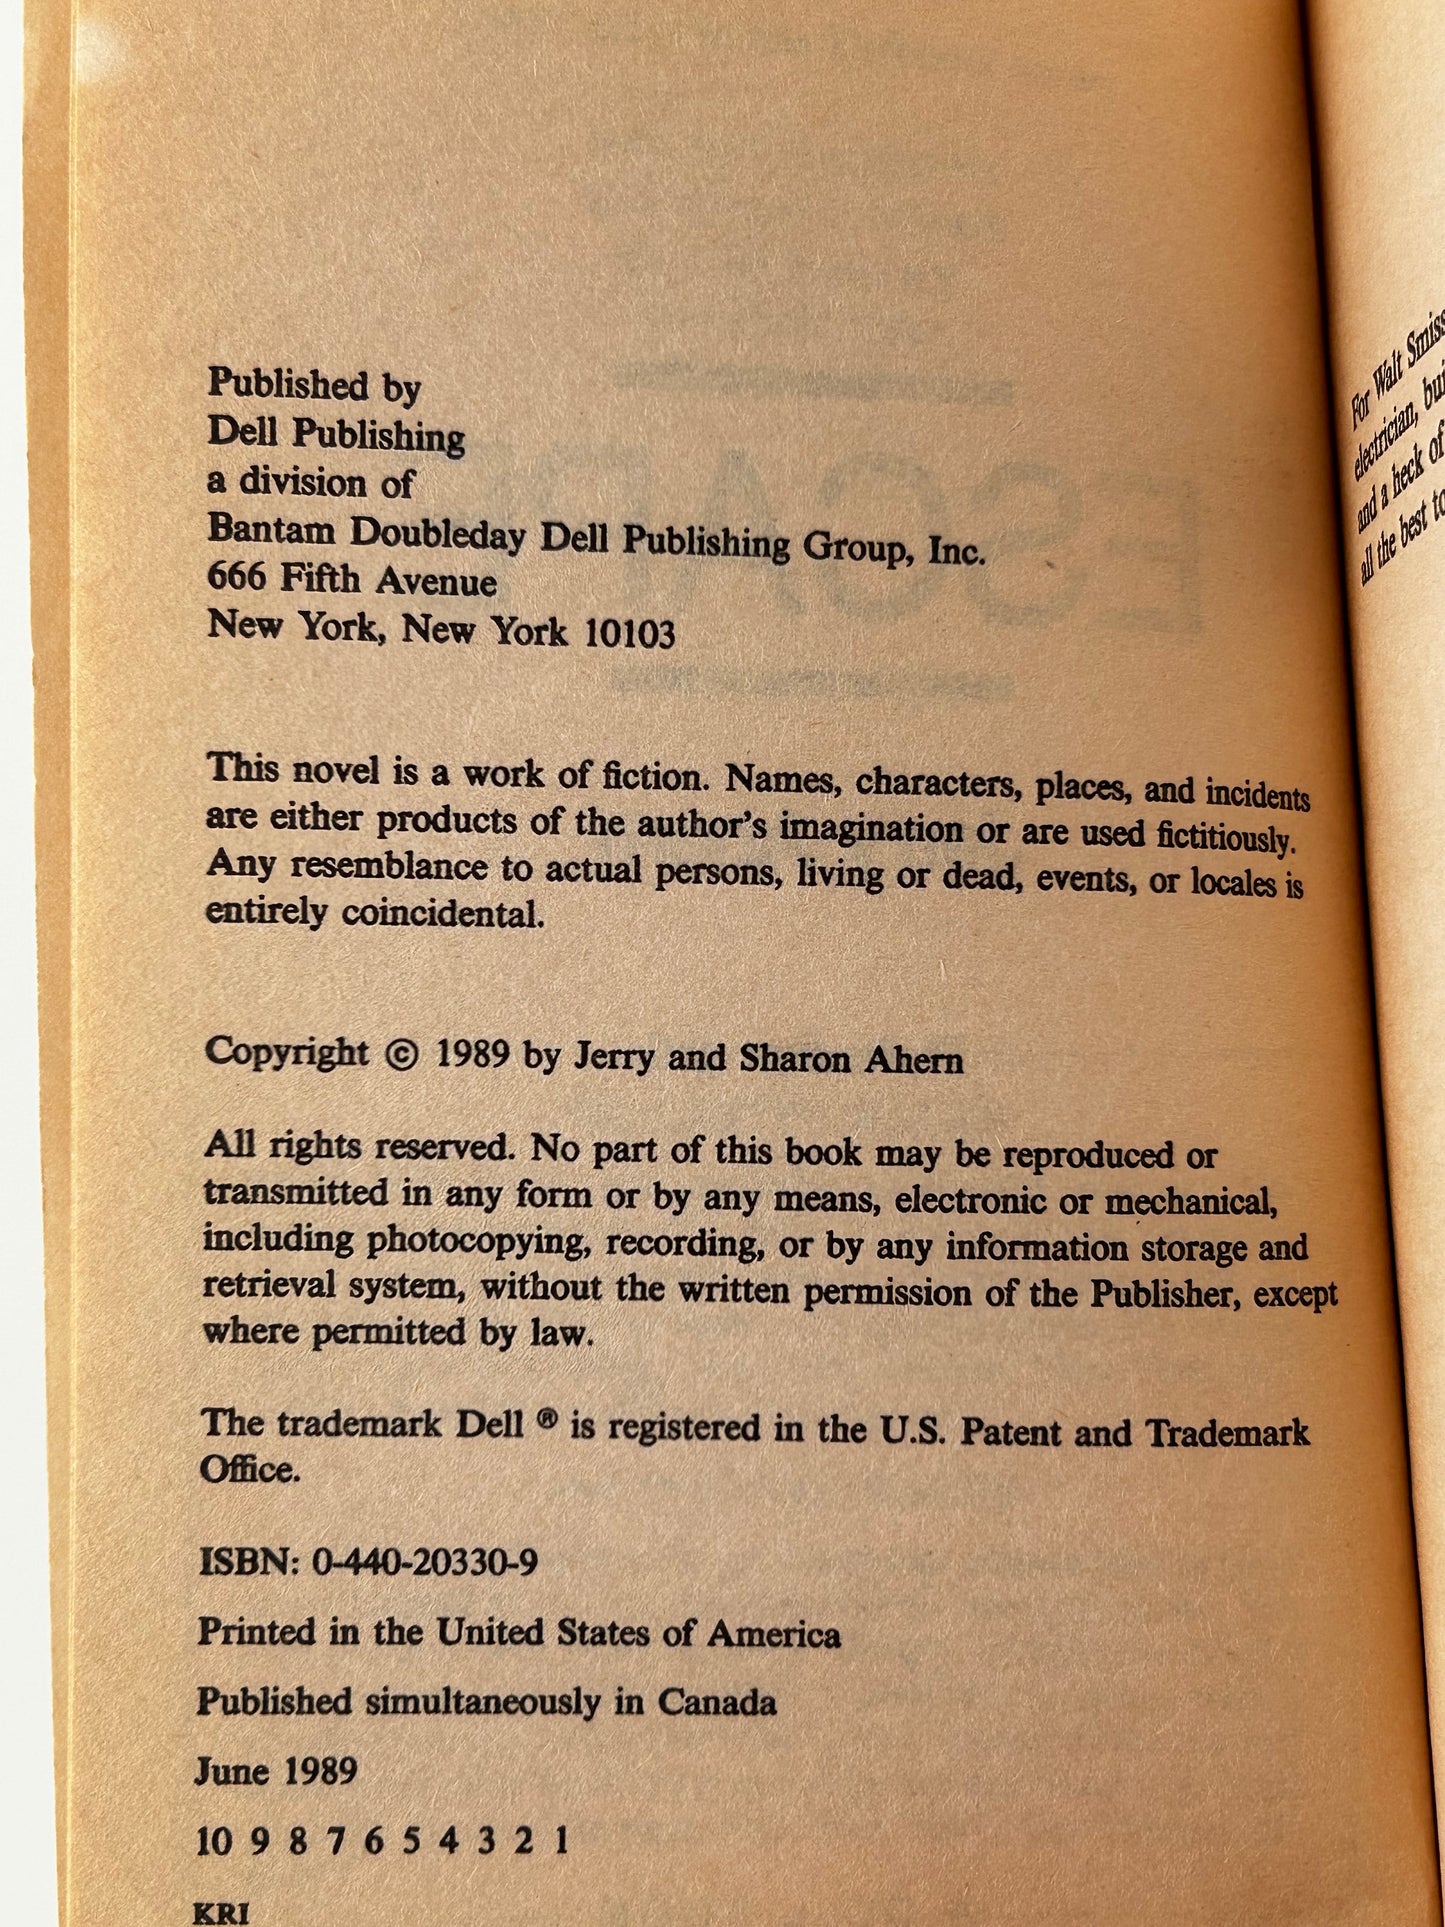 Published by
Dell Publishing
a division of
Bantam Doubleday Dell Publishing Group, Inc.
666 Fifth Avenue
New York, New York 10103
This novel is a work of fiction. Names, characters, places, and incidents
are either products of the author's imagination or are used fictitiously.
Any resemblance to actual persons, living or dead, events, or locales is
entirely coincidental.
Copyright © 1989 by Jerry and Sharon Ahern
All rights reserved. No part of this book may be reproduced or
transmitted in any form or by any means, electronic or mechanical,
including photocopying, recording, or by any information storage and
retrieval system, without the written permission of the Publisher, except
where permitted by law.
The trademark Dell ® is registered in the U.S. Patent and Trademark
Office.
ISBN: 0-440-20330-9
Printed in the United States of America
Published simultaneously in Canada
June 1989
10 9 8 7 6 5 4 3 2 1
KRI
For Walt
electrician,
and a heck of
all the best